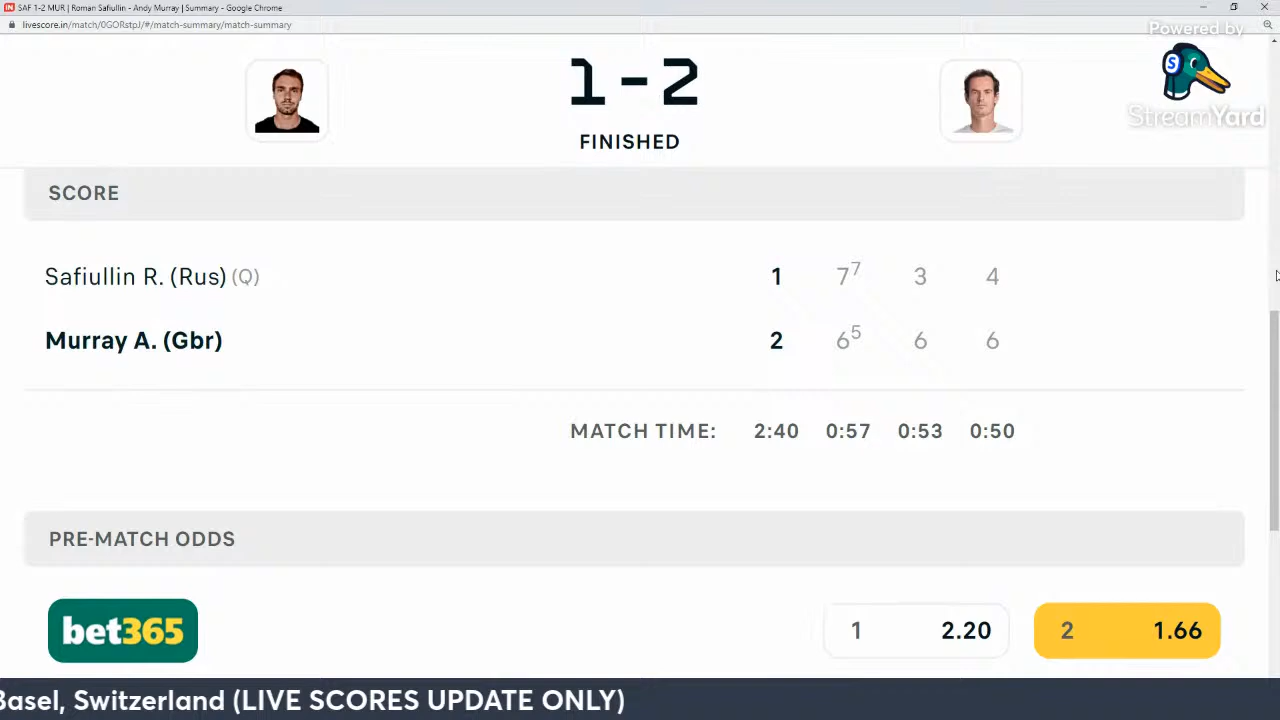 SAF 1-2 MUR | Roman Safiullin - Andy Murray | Summary - Google Chrome
livescore.in/match/0GORstpJ/#/match-summary/match-summary
Powered by
StreamYard
1 - 2
FINISHED
SCORE
Safiullin R. (Rus) (Q) 1 7⁷ 3 4
Murray A. (Gbr) 2 6⁵ 6 6
MATCH TIME: 2:40 0:57 0:53 0:50
PRE-MATCH ODDS
bet365 1 2.20 2 1.66
Basel, Switzerland (LIVE SCORES UPDATE ONLY)